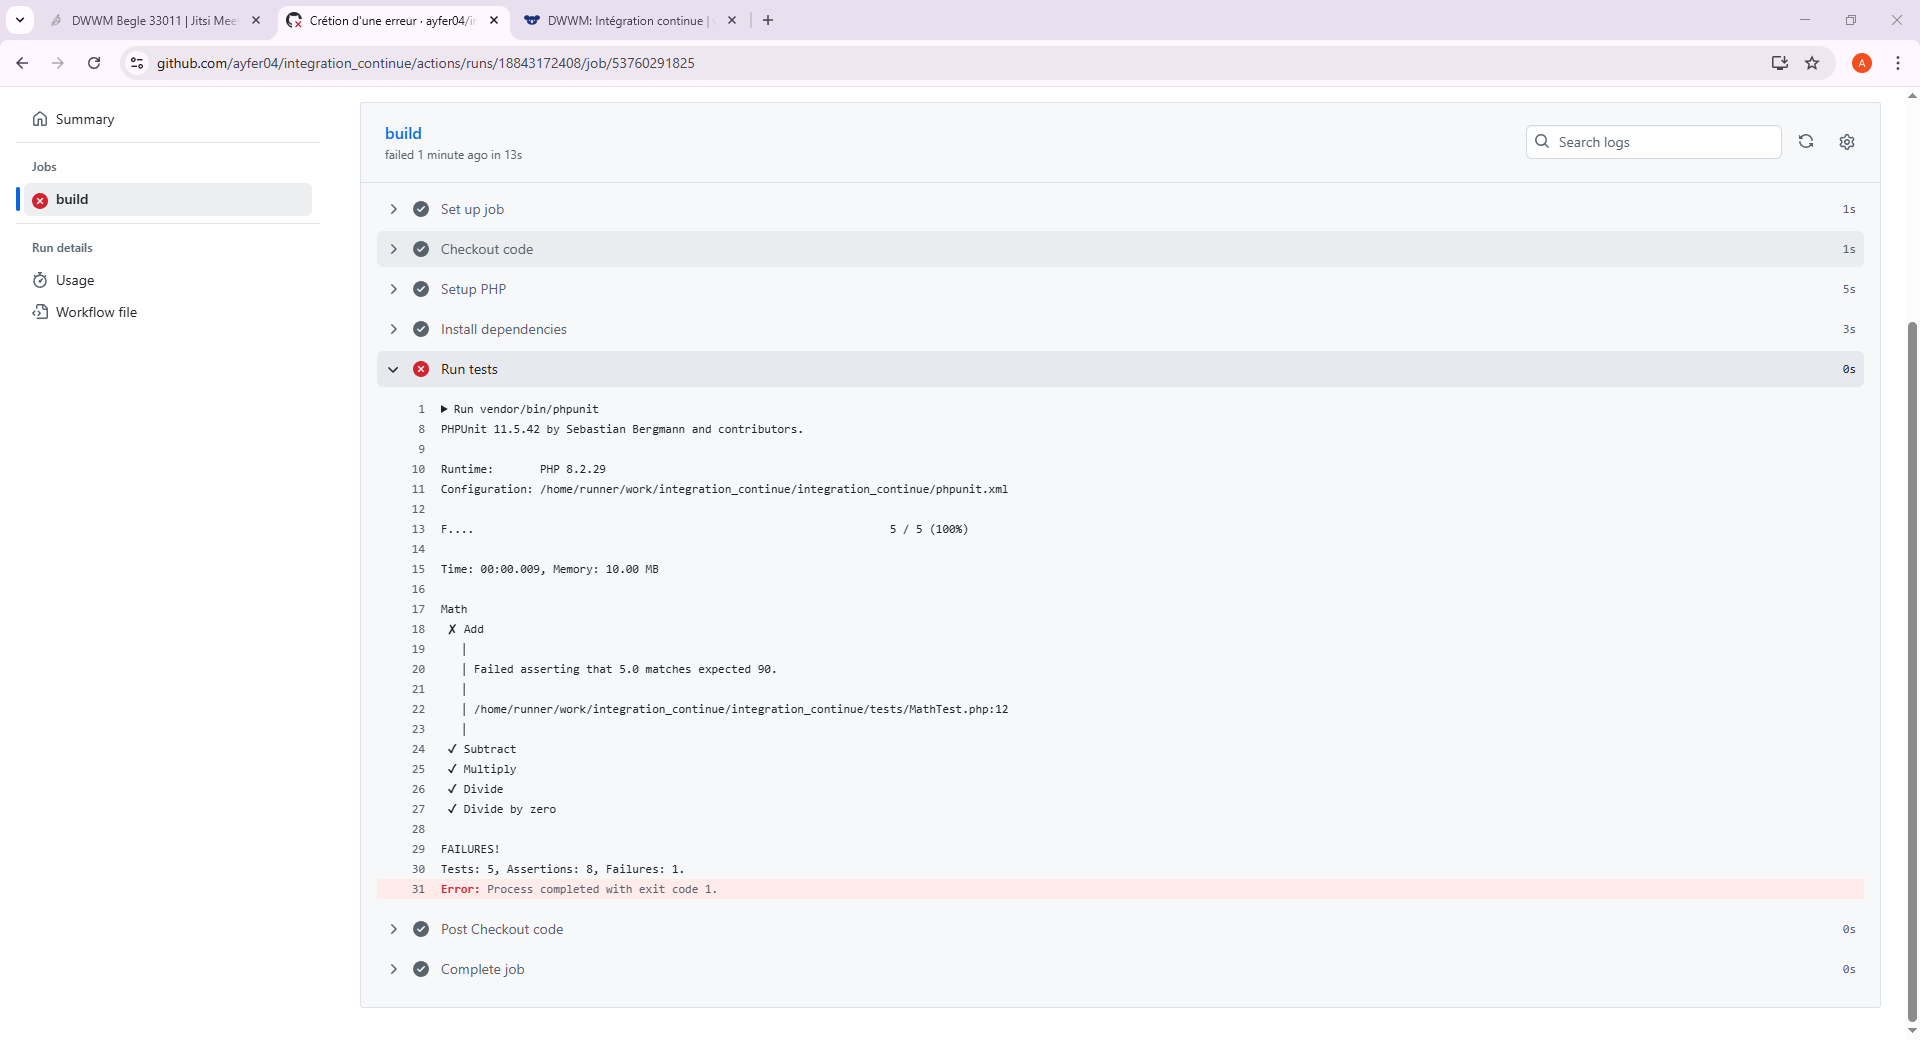 DWWM Begle 33011 | Jitsi Mee
Crétion d'une erreur · ayfer04/in
DWWM: Intégration continue |
github.com/ayfer04/integration_continue/actions/runs/18843172408/job/53760291825
A
Summary
Jobs
build
Run details
Usage
Workflow file
build
failed 1 minute ago in 13s
Search logs
Set up job 1s
Checkout code 1s
Setup PHP 5s
Install dependencies 3s
Run tests 0s
1 Run vendor/bin/phpunit
8 PHPUnit 11.5.42 by Sebastian Bergmann and contributors.
9
10 Runtime: PHP 8.2.29
11 Configuration: /home/runner/work/integration_continue/integration_continue/phpunit.xml
12
13 F.... 5 / 5 (100%)
14
15 Time: 00:00.009, Memory: 10.00 MB
16
17 Math
18 ✗ Add
19 │
20 │ Failed asserting that 5.0 matches expected 90.
21 │
22 │ /home/runner/work/integration_continue/integration_continue/tests/MathTest.php:12
23 │
24 ✓ Subtract
25 ✓ Multiply
26 ✓ Divide
27 ✓ Divide by zero
28
29 FAILURES!
30 Tests: 5, Assertions: 8, Failures: 1.
31 Error: Process completed with exit code 1.
Post Checkout code 0s
Complete job 0s